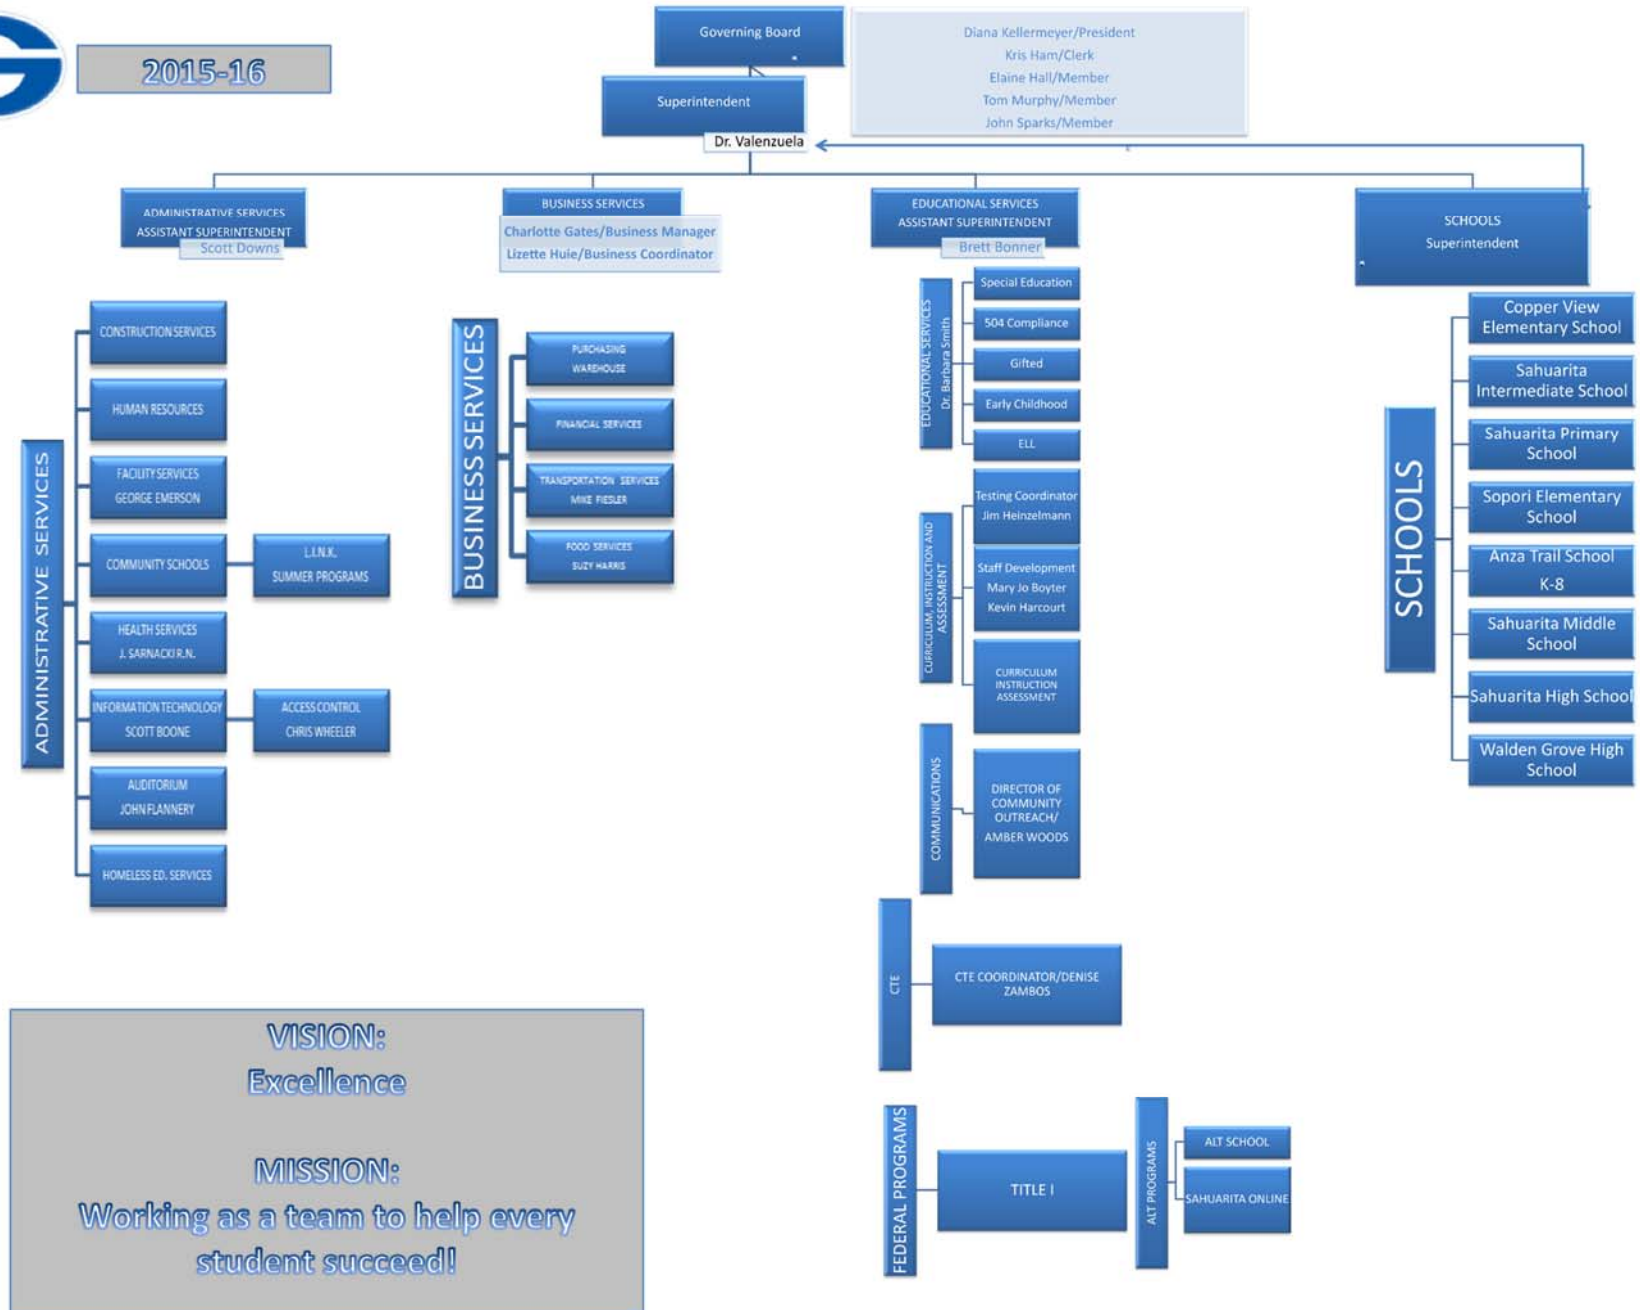 G
2015-16
Governing Board
Diana Kellermeyer/President
Kris Ham/Clerk
Elaine Hall/Member
Tom Murphy/Member
John Sparks/Member
Superintendent
Dr. Valenzuela
ADMINISTRATIVE SERVICES
ASSISTANT SUPERINTENDENT
Scott Downs
BUSINESS SERVICES
Charlotte Gates/Business Manager
Lizette Huie/Business Coordinator
EDUCATIONAL SERVICES
ASSISTANT SUPERINTENDENT
Brett Bonner
SCHOOLS
Superintendent
ADMINISTRATIVE SERVICES
CONSTRUCTION SERVICES
HUMAN RESOURCES
FACILITY SERVICES
GEORGE EMERSON
COMMUNITY SCHOOLS
L.I.N.K.
SUMMER PROGRAMS
HEALTH SERVICES
J. SARNACKI R.N.
INFORMATION TECHNOLOGY
SCOTT BOONE
ACCESS CONTROL
CHRIS WHEELER
AUDITORIUM
JOHN FLANNERY
HOMELESS ED. SERVICES
BUSINESS SERVICES
PURCHASING
WAREHOUSE
FINANCIAL SERVICES
TRANSPORTATION SERVICES
MIKE FIESLER
FOOD SERVICES
SUZY HARRIS
EDUCATIONAL SERVICES
Dr. Barbara Smith
Special Education
504 Compliance
Gifted
Early Childhood
ELL
CURRICULUM, INSTRUCTION AND
ASSESSMENT
Testing Coordinator
Jim Heinzelmann
Staff Development
Mary Jo Boyter
Kevin Harcourt
CURRICULUM
INSTRUCTION
ASSESSMENT
COMMUNICATIONS
DIRECTOR OF
COMMUNITY
OUTREACH/
AMBER WOODS
CTE
CTE COORDINATOR/DENISE
ZAMBOS
FEDERAL PROGRAMS
TITLE I
ALT PROGRAMS
ALT SCHOOL
SAHUARITA ONLINE
SCHOOLS
Copper View
Elementary School
Sahuarita
Intermediate School
Sahuarita Primary
School
Sopori Elementary
School
Anza Trail School
K-8
Sahuarita Middle
School
Sahuarita High School
Walden Grove High
School
VISION:
Excellence
MISSION:
Working as a team to help every
student succeed!